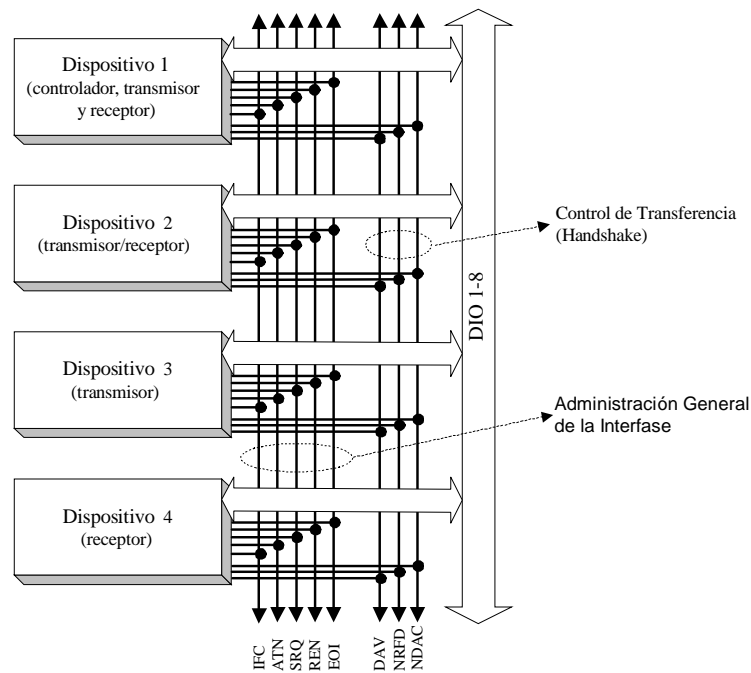 Dispositivo 1
(controlador, transmisor
y receptor)
Dispositivo 2
(transmisor/receptor)
Control de Transferencia
(Handshake)
DIO 1-8
Dispositivo 3
(transmisor)
Administración General
de la Interfase
Dispositivo 4
(receptor)
IFC
ATN
SRQ
REN
EOI
DAV
NRFD
NDAC